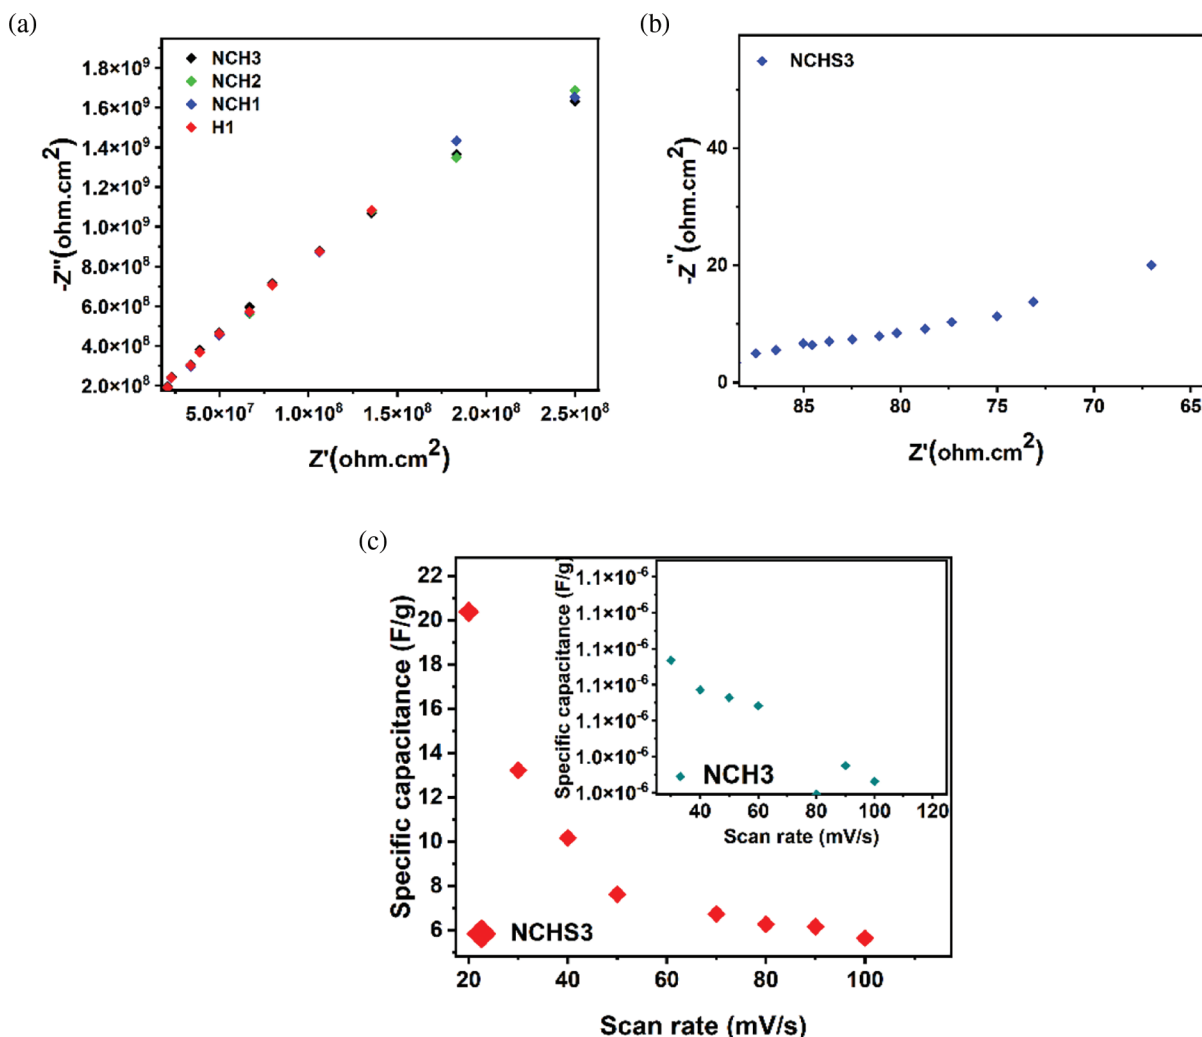 (a)
NCH3
NCH2
NCH1
H1
1.8×10⁹
1.6×10⁹
1.4×10⁹
1.2×10⁹
1.0×10⁹
8.0×10⁸
6.0×10⁸
4.0×10⁸
2.0×10⁸
-Z"(ohm.cm²)
5.0×10⁷ 1.0×10⁸ 1.5×10⁸ 2.0×10⁸ 2.5×10⁸
Z'(ohm.cm²)
(b)
NCHS3
40
20
0
-Z"(ohm.cm²)
85 80 75 70 65
Z'(ohm.cm²)
(c)
22
20
18
16
14
12
10
8
6
Specific capacitance (F/g)
NCHS3
20 40 60 80 100
Scan rate (mV/s)
1.1×10⁻⁶
1.1×10⁻⁶
1.1×10⁻⁶
1.1×10⁻⁶
1.1×10⁻⁶
1.0×10⁻⁶
1.0×10⁻⁶
Specific capacitance (F/g)
NCH3
40 60 80 100 120
Scan rate (mV/s)